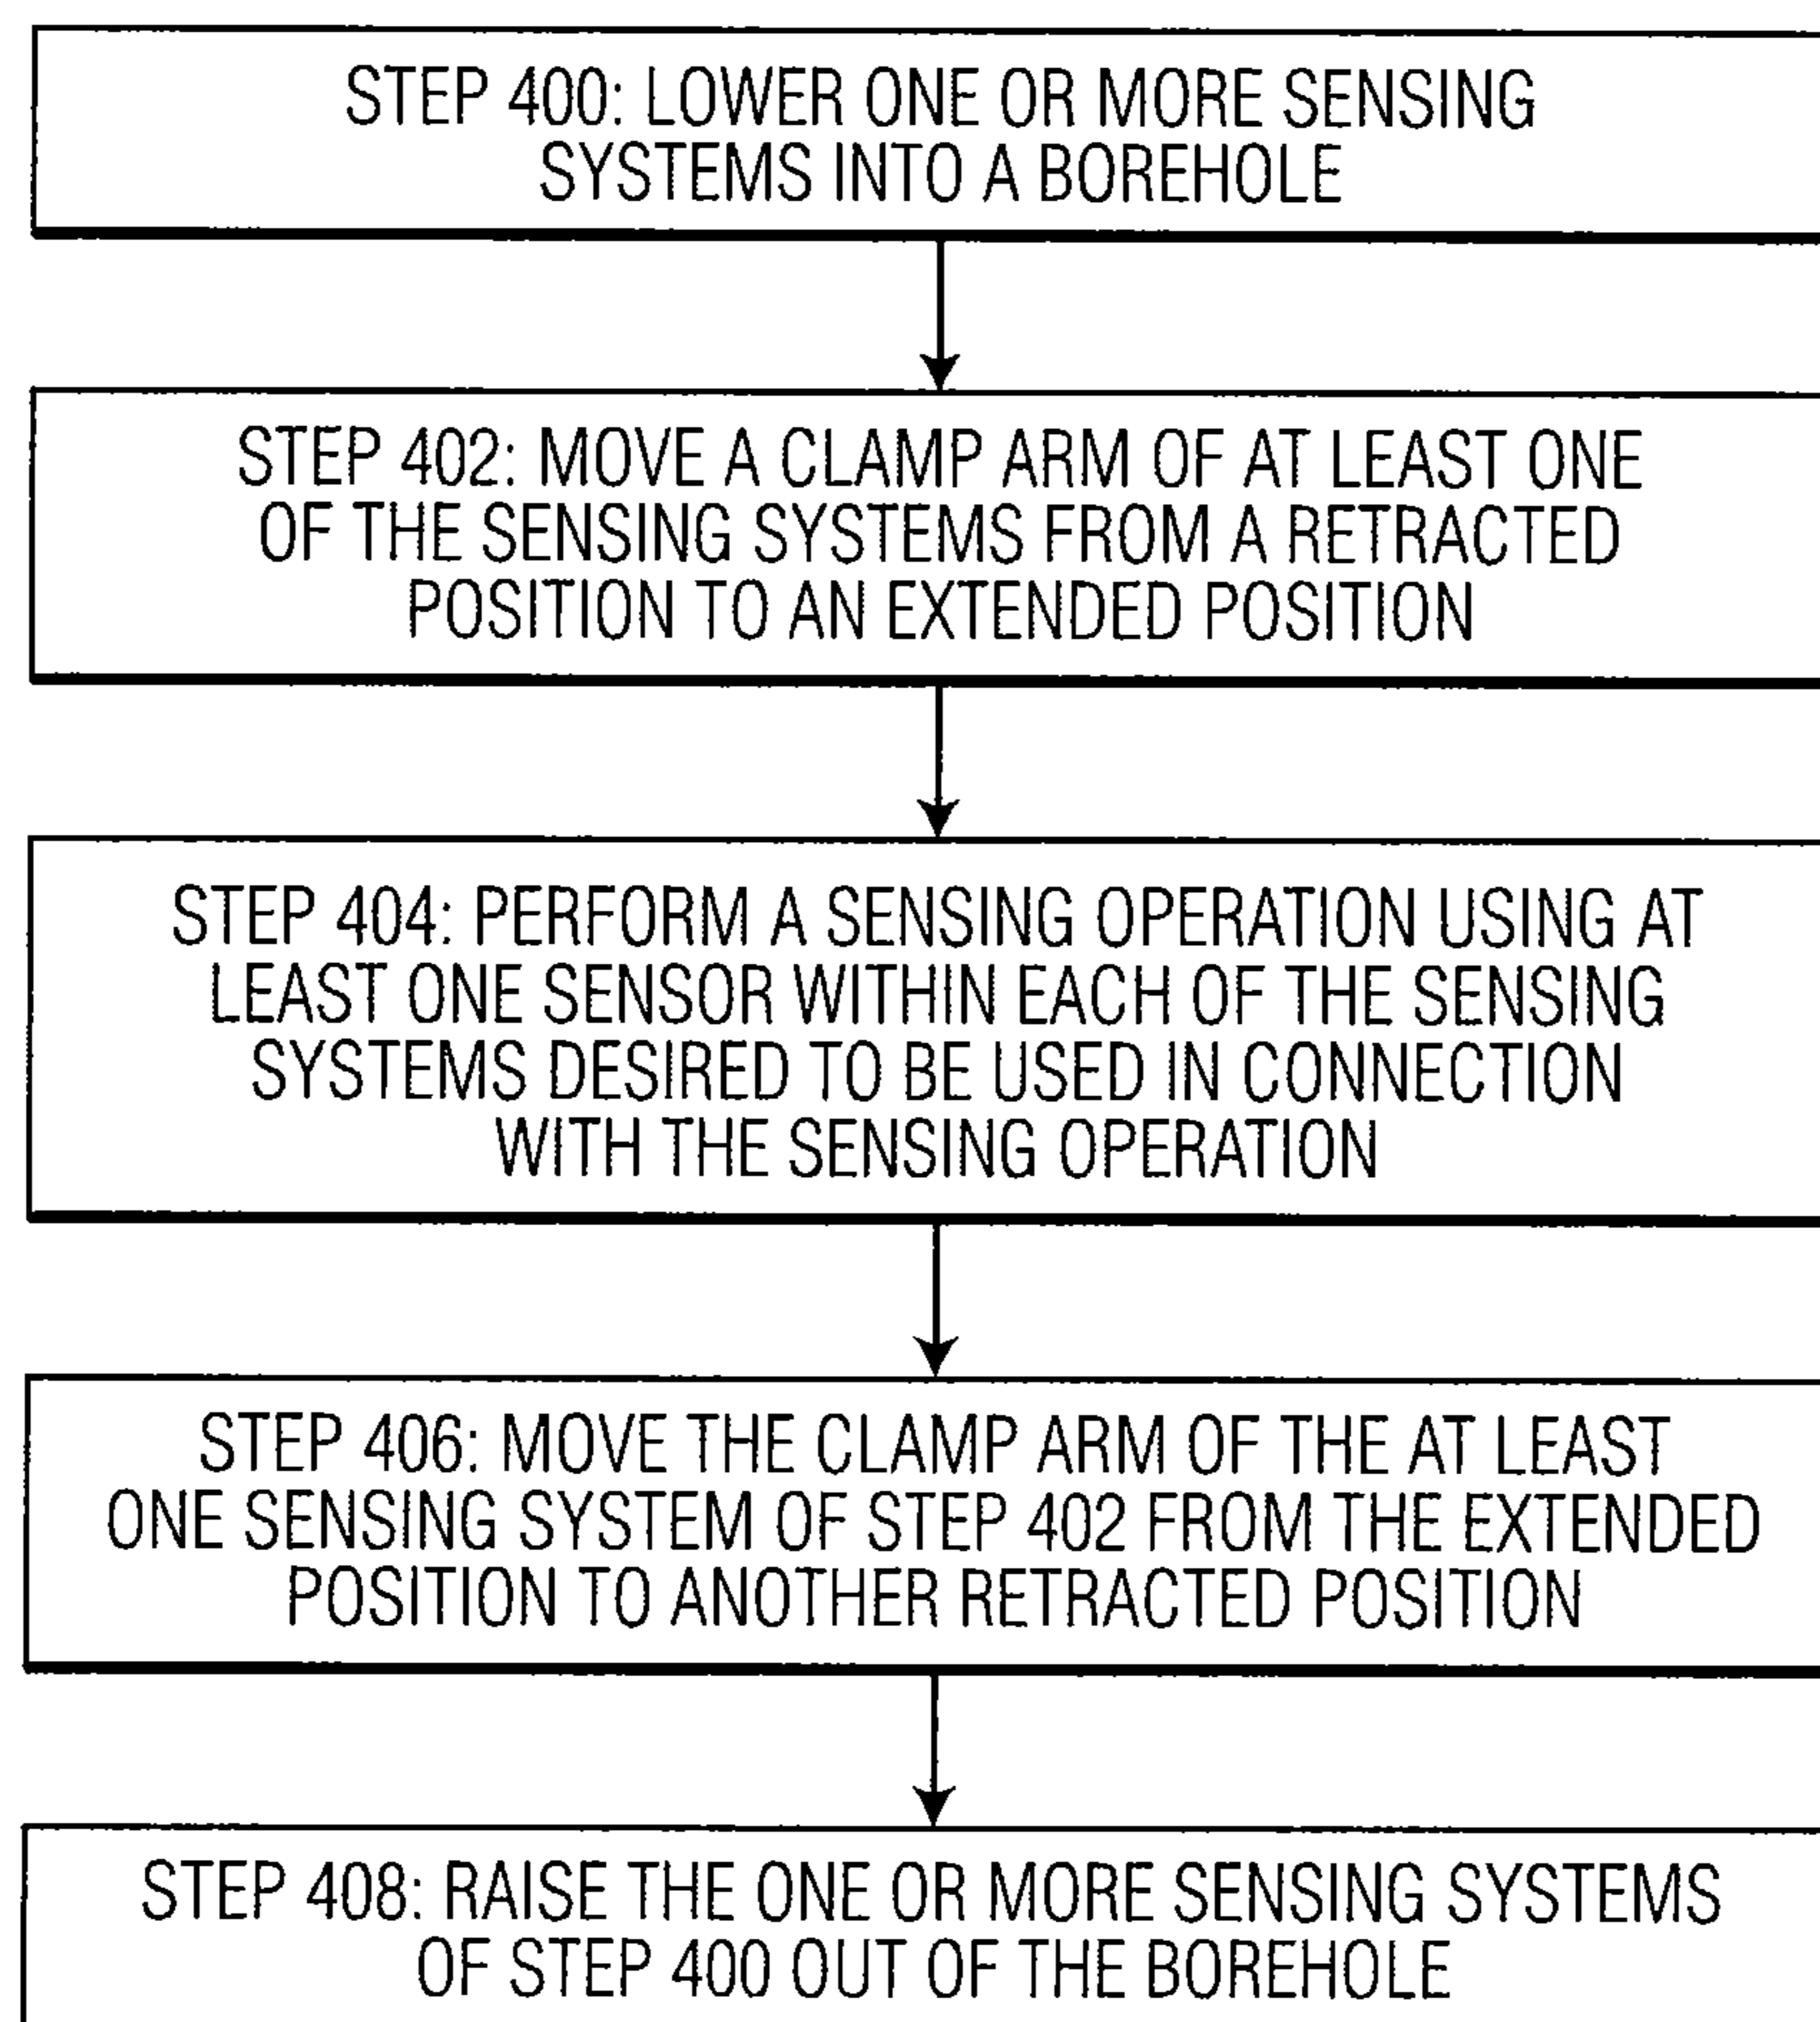 STEP 400: LOWER ONE OR MORE SENSING
SYSTEMS INTO A BOREHOLE
STEP 402: MOVE A CLAMP ARM OF AT LEAST ONE
OF THE SENSING SYSTEMS FROM A RETRACTED
POSITION TO AN EXTENDED POSITION
STEP 404: PERFORM A SENSING OPERATION USING AT
LEAST ONE SENSOR WITHIN EACH OF THE SENSING
SYSTEMS DESIRED TO BE USED IN CONNECTION
WITH THE SENSING OPERATION
STEP 406: MOVE THE CLAMP ARM OF THE AT LEAST
ONE SENSING SYSTEM OF STEP 402 FROM THE EXTENDED
POSITION TO ANOTHER RETRACTED POSITION
STEP 408: RAISE THE ONE OR MORE SENSING SYSTEMS
OF STEP 400 OUT OF THE BOREHOLE